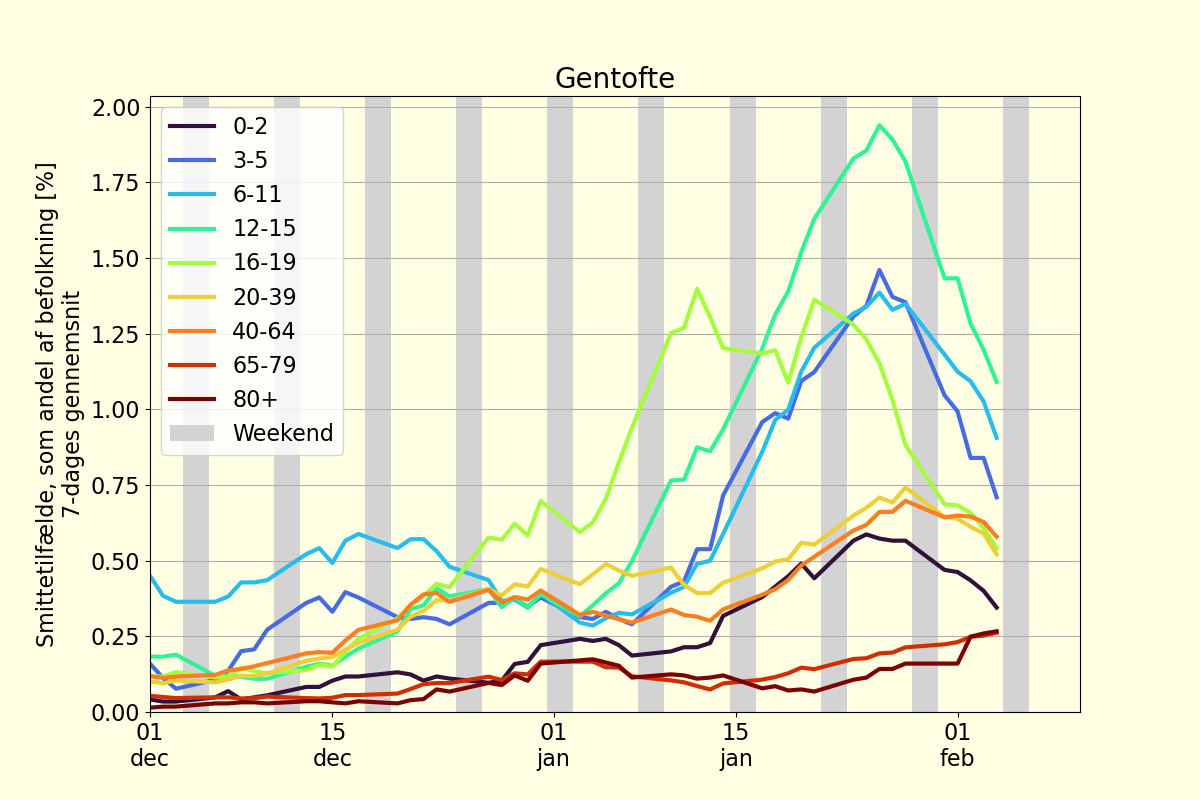 Gentofte
Smittetilfælde, som andel af befolkning [%]
7-dages gennemsnit
2.00
1.75
1.50
1.25
1.00
0.75
0.50
0.25
0.00
0-2
3-5
6-11
12-15
16-19
20-39
40-64
65-79
80+
Weekend
01 dec
15 dec
01 jan
15 jan
01 feb